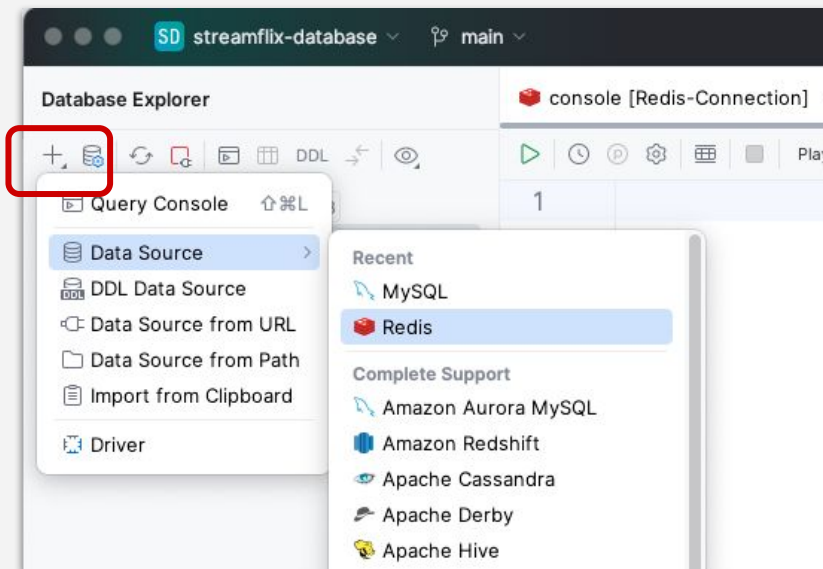 SD streamflix-database main
Database Explorer
console [Redis-Connection]
DDL
Query Console ⇧⌘L
1
Data Source
DDL Data Source
Data Source from URL
Data Source from Path
Import from Clipboard
Driver
Recent
MySQL
Redis
Complete Support
Amazon Aurora MySQL
Amazon Redshift
Apache Cassandra
Apache Derby
Apache Hive